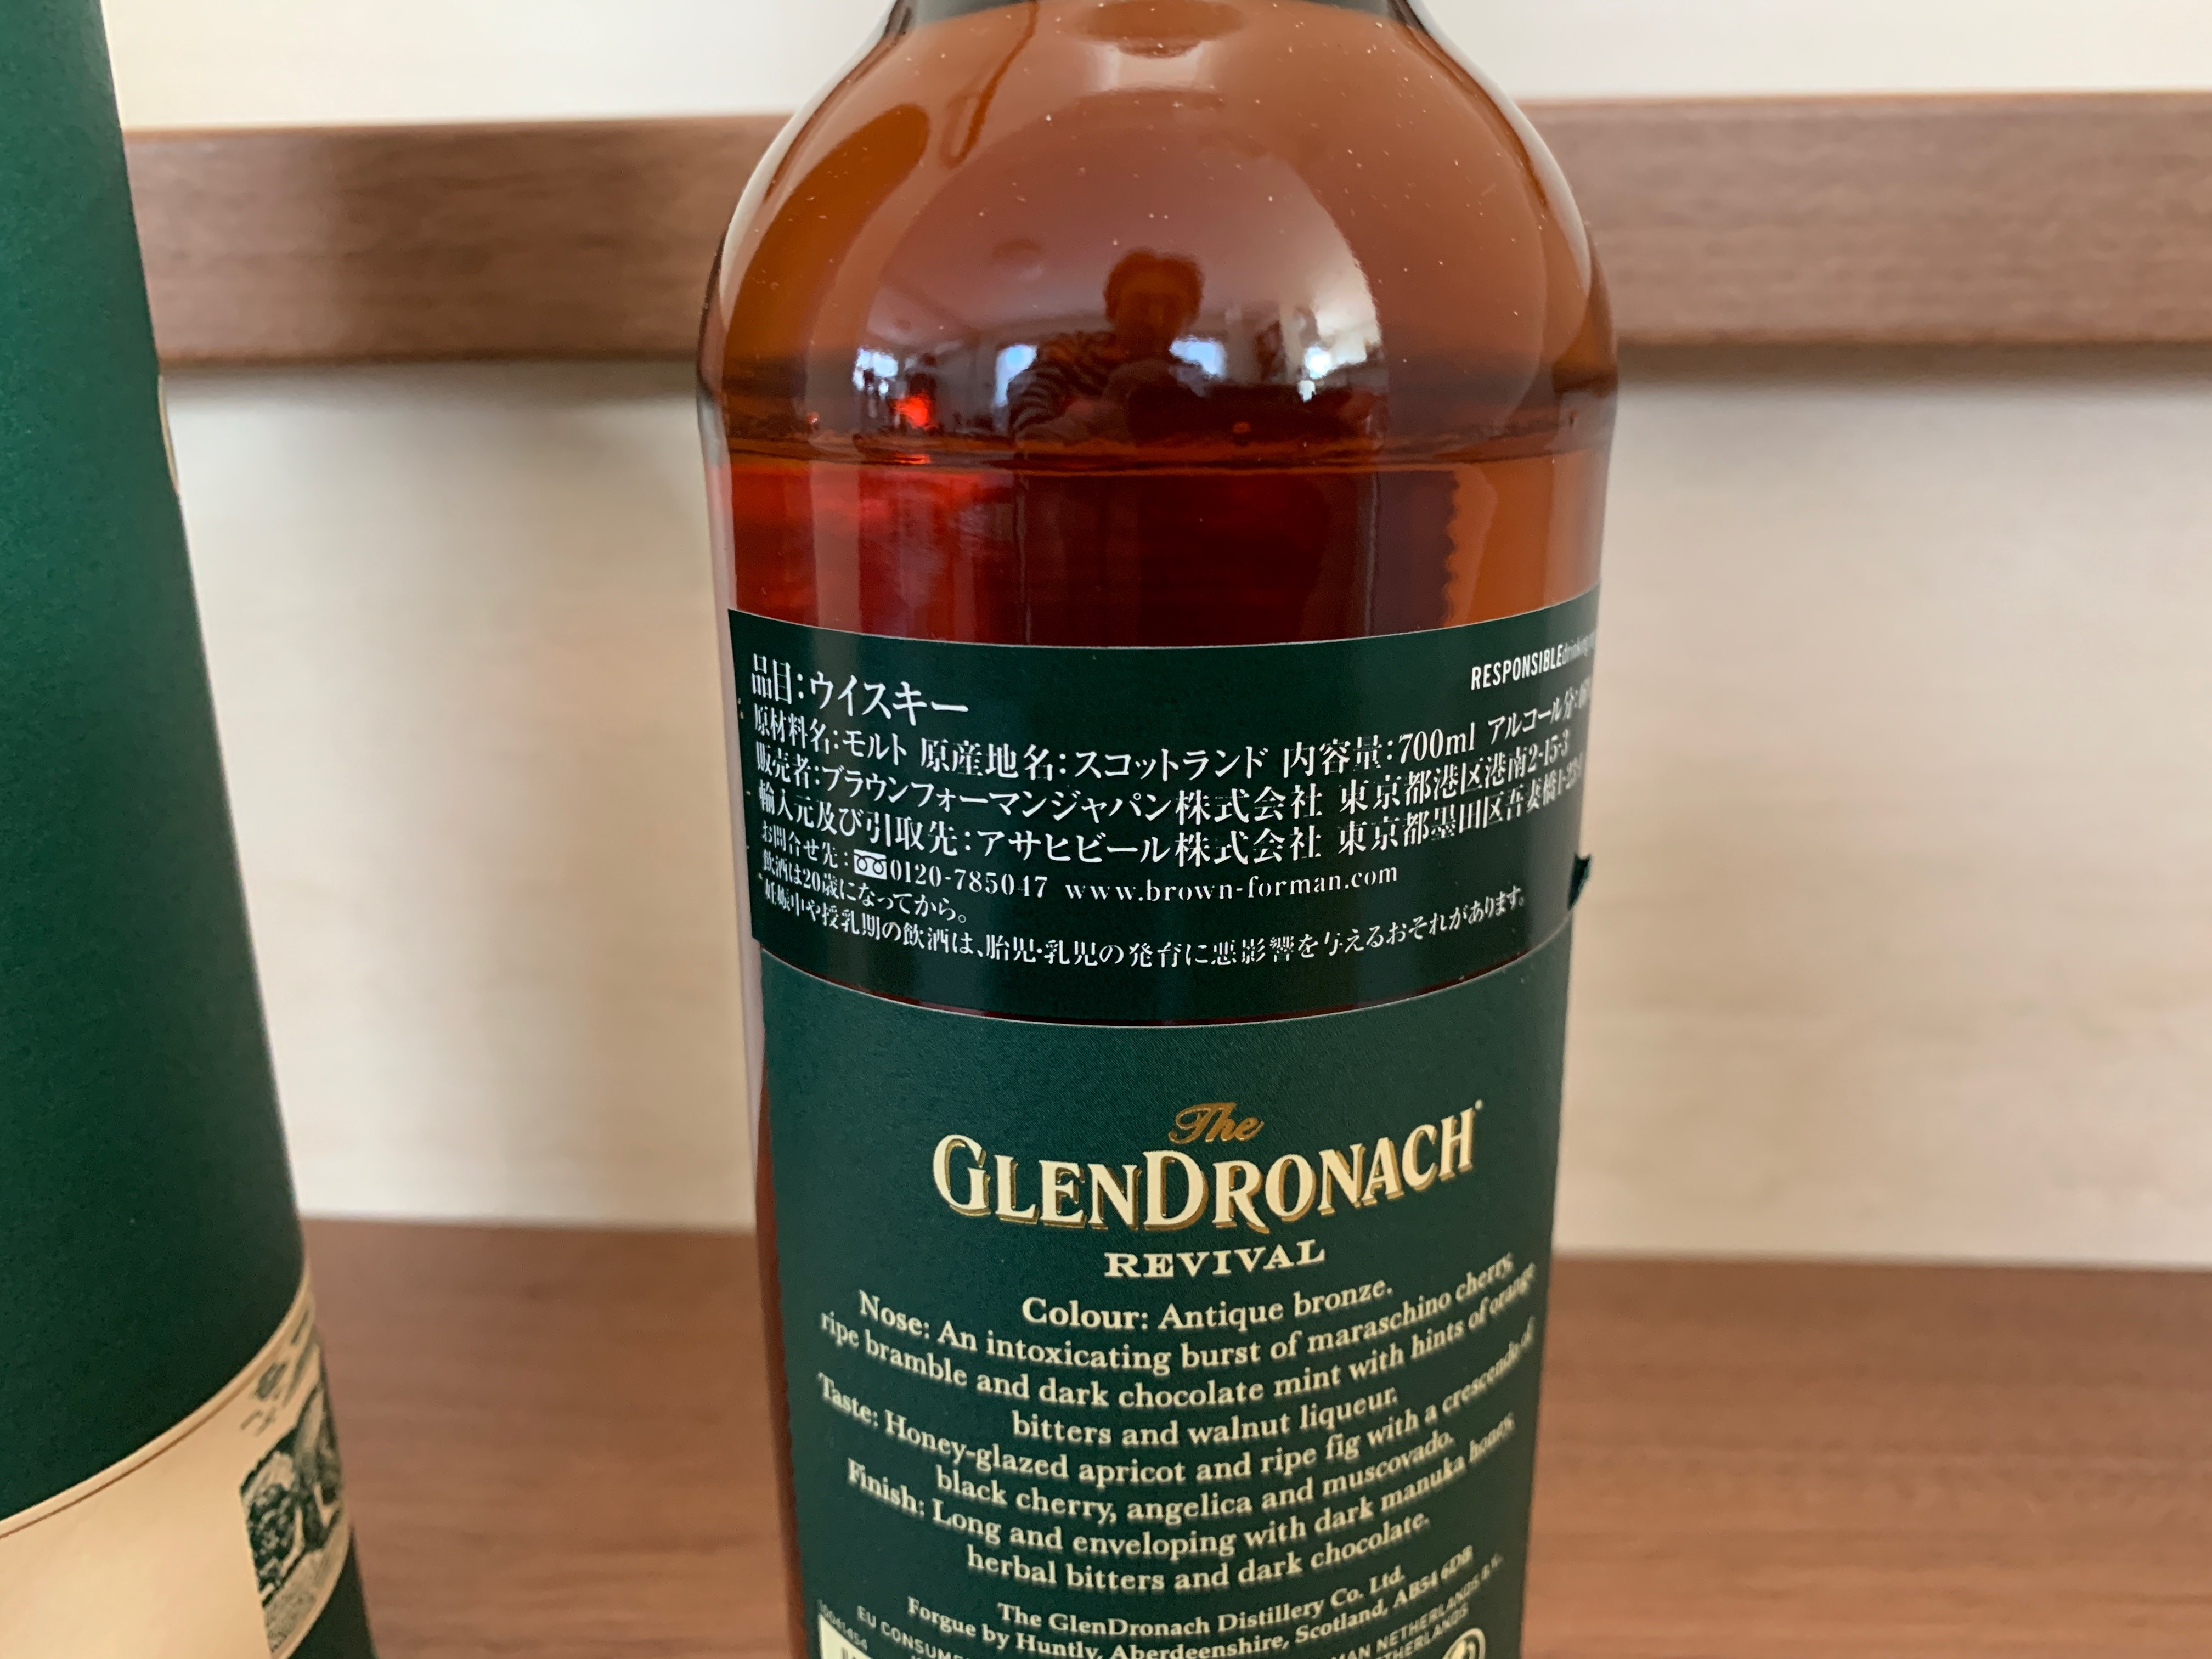 RESPONSIBLE
品目:ウイスキー
原材料名:モルト 原産地名:スコットランド 内容量:700ml アルコール分:
販売者:ブラウンフォーマンジャパン株式会社 東京都港区港南2-15-3
輸入元及び引取先:アサヒビール株式会社 東京都墨田区吾妻橋1-23-1
お問合せ先:0120-785047 www.brown-forman.com
飲酒は20歳になってから。
妊娠中や授乳期の飲酒は、胎児・乳児の発育に悪影響を与えるおそれがあります。
The
GLENDRONACH
REVIVAL
Colour: Antique bronze.
Nose: An intoxicating burst of maraschino cherry,
ripe bramble and dark chocolate mint with hints of orange
bitters and walnut liqueur.
Taste: Honey-glazed apricot and ripe fig with a crescendo of
black cherry, angelica and muscovado.
Finish: Long and enveloping with dark manuka honey,
herbal bitters and dark chocolate.
The GlenDronach Distillery Co. Ltd.
Forgue by Huntly, Aberdeenshire, Scotland, AB54 6DB
EU CONSUME
MAN NETHERLANDS B.V.